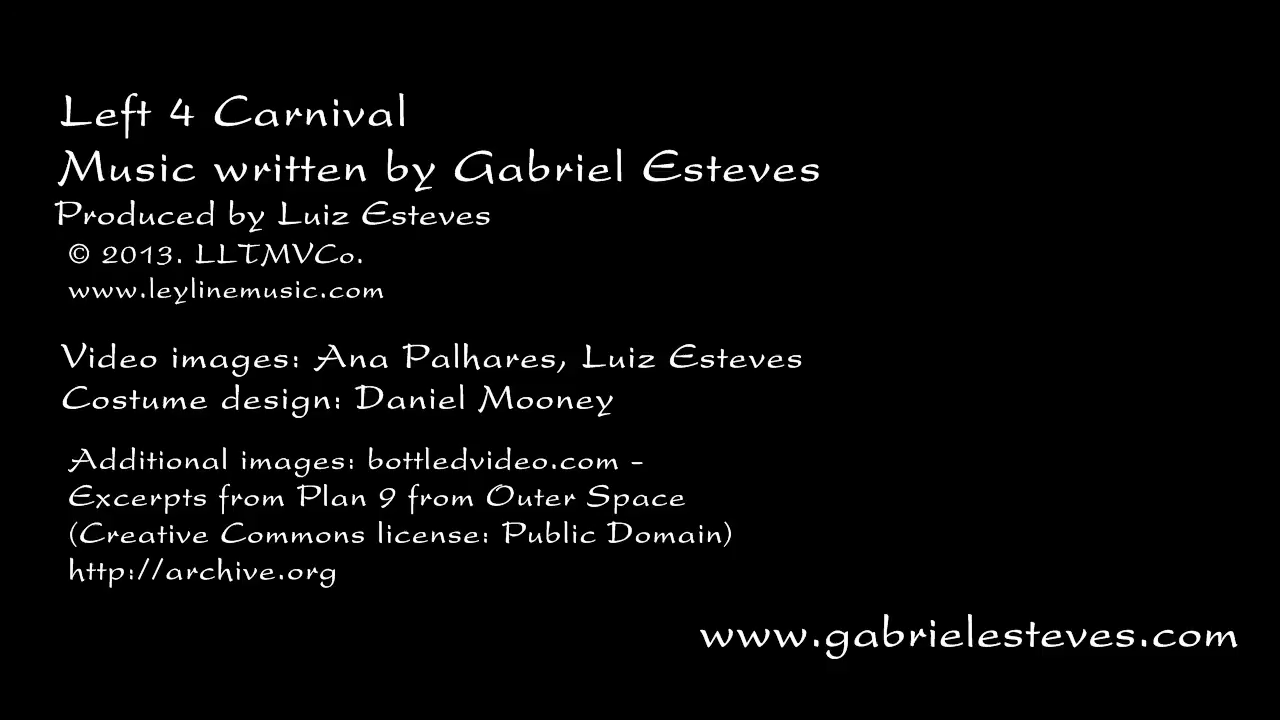 Left 4 Carnival
Music written by Gabriel Esteves
Produced by Luiz Esteves
© 2013. LLTMVCo.
www.leylinemusic.com
Video images: Ana Palhares, Luiz Esteves
Costume design: Daniel Mooney
Additional images: bottledvideo.com -
Excerpts from Plan 9 from Outer Space
(Creative Commons license: Public Domain)
http://archive.org
www.gabrielesteves.com